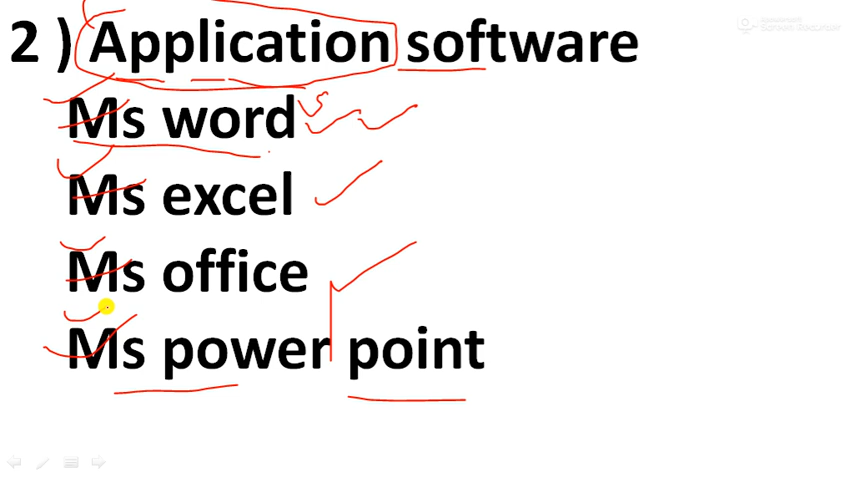 2 ) Application software
Ms word
Ms excel
Ms office
Ms power point